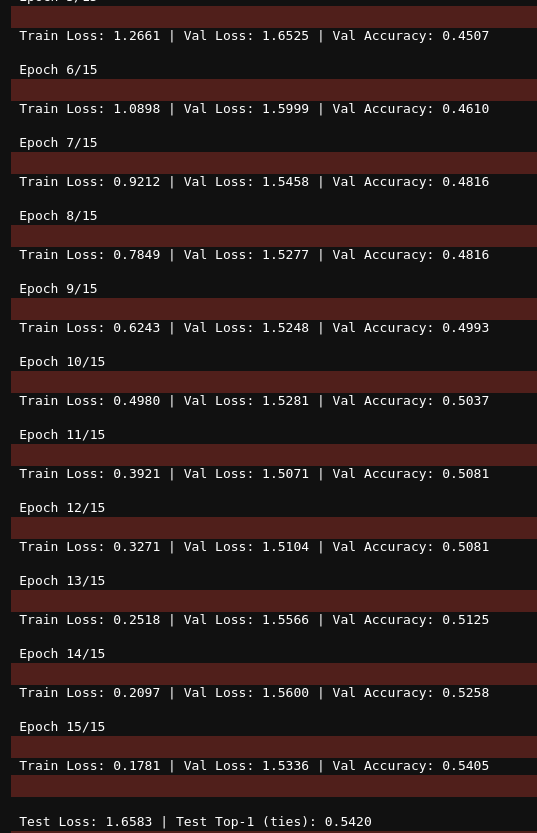 Train Loss: 1.2661 | Val Loss: 1.6525 | Val Accuracy: 0.4507
Epoch 6/15
Train Loss: 1.0898 | Val Loss: 1.5999 | Val Accuracy: 0.4610
Epoch 7/15
Train Loss: 0.9212 | Val Loss: 1.5458 | Val Accuracy: 0.4816
Epoch 8/15
Train Loss: 0.7849 | Val Loss: 1.5277 | Val Accuracy: 0.4816
Epoch 9/15
Train Loss: 0.6243 | Val Loss: 1.5248 | Val Accuracy: 0.4993
Epoch 10/15
Train Loss: 0.4980 | Val Loss: 1.5281 | Val Accuracy: 0.5037
Epoch 11/15
Train Loss: 0.3921 | Val Loss: 1.5071 | Val Accuracy: 0.5081
Epoch 12/15
Train Loss: 0.3271 | Val Loss: 1.5104 | Val Accuracy: 0.5081
Epoch 13/15
Train Loss: 0.2518 | Val Loss: 1.5566 | Val Accuracy: 0.5125
Epoch 14/15
Train Loss: 0.2097 | Val Loss: 1.5600 | Val Accuracy: 0.5258
Epoch 15/15
Train Loss: 0.1781 | Val Loss: 1.5336 | Val Accuracy: 0.5405
Test Loss: 1.6583 | Test Top-1 (ties): 0.5420